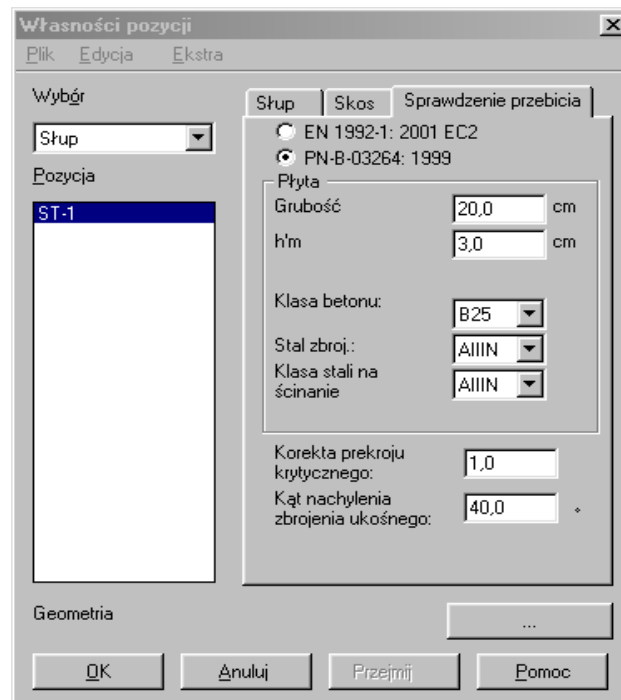 Własności pozycji
Plik Edycja Ekstra
Wybór
Słup
Pozycja
ST-1
Słup Skos Sprawdzenie przebicia
EN 1992-1: 2001 EC2
PN-B-03264: 1999
Płyta
Grubość 20,0 cm
h'm 3,0 cm
Klasa betonu: B25
Stal zbroj.: AIIIN
Klasa stali na
ścinanie AIIIN
Korekta prekroju
krytycznego: 1,0
Kąt nachylenia
zbrojenia ukośnego: 40,0 °
Geometria ...
OK Anuluj Przejmij Pomoc